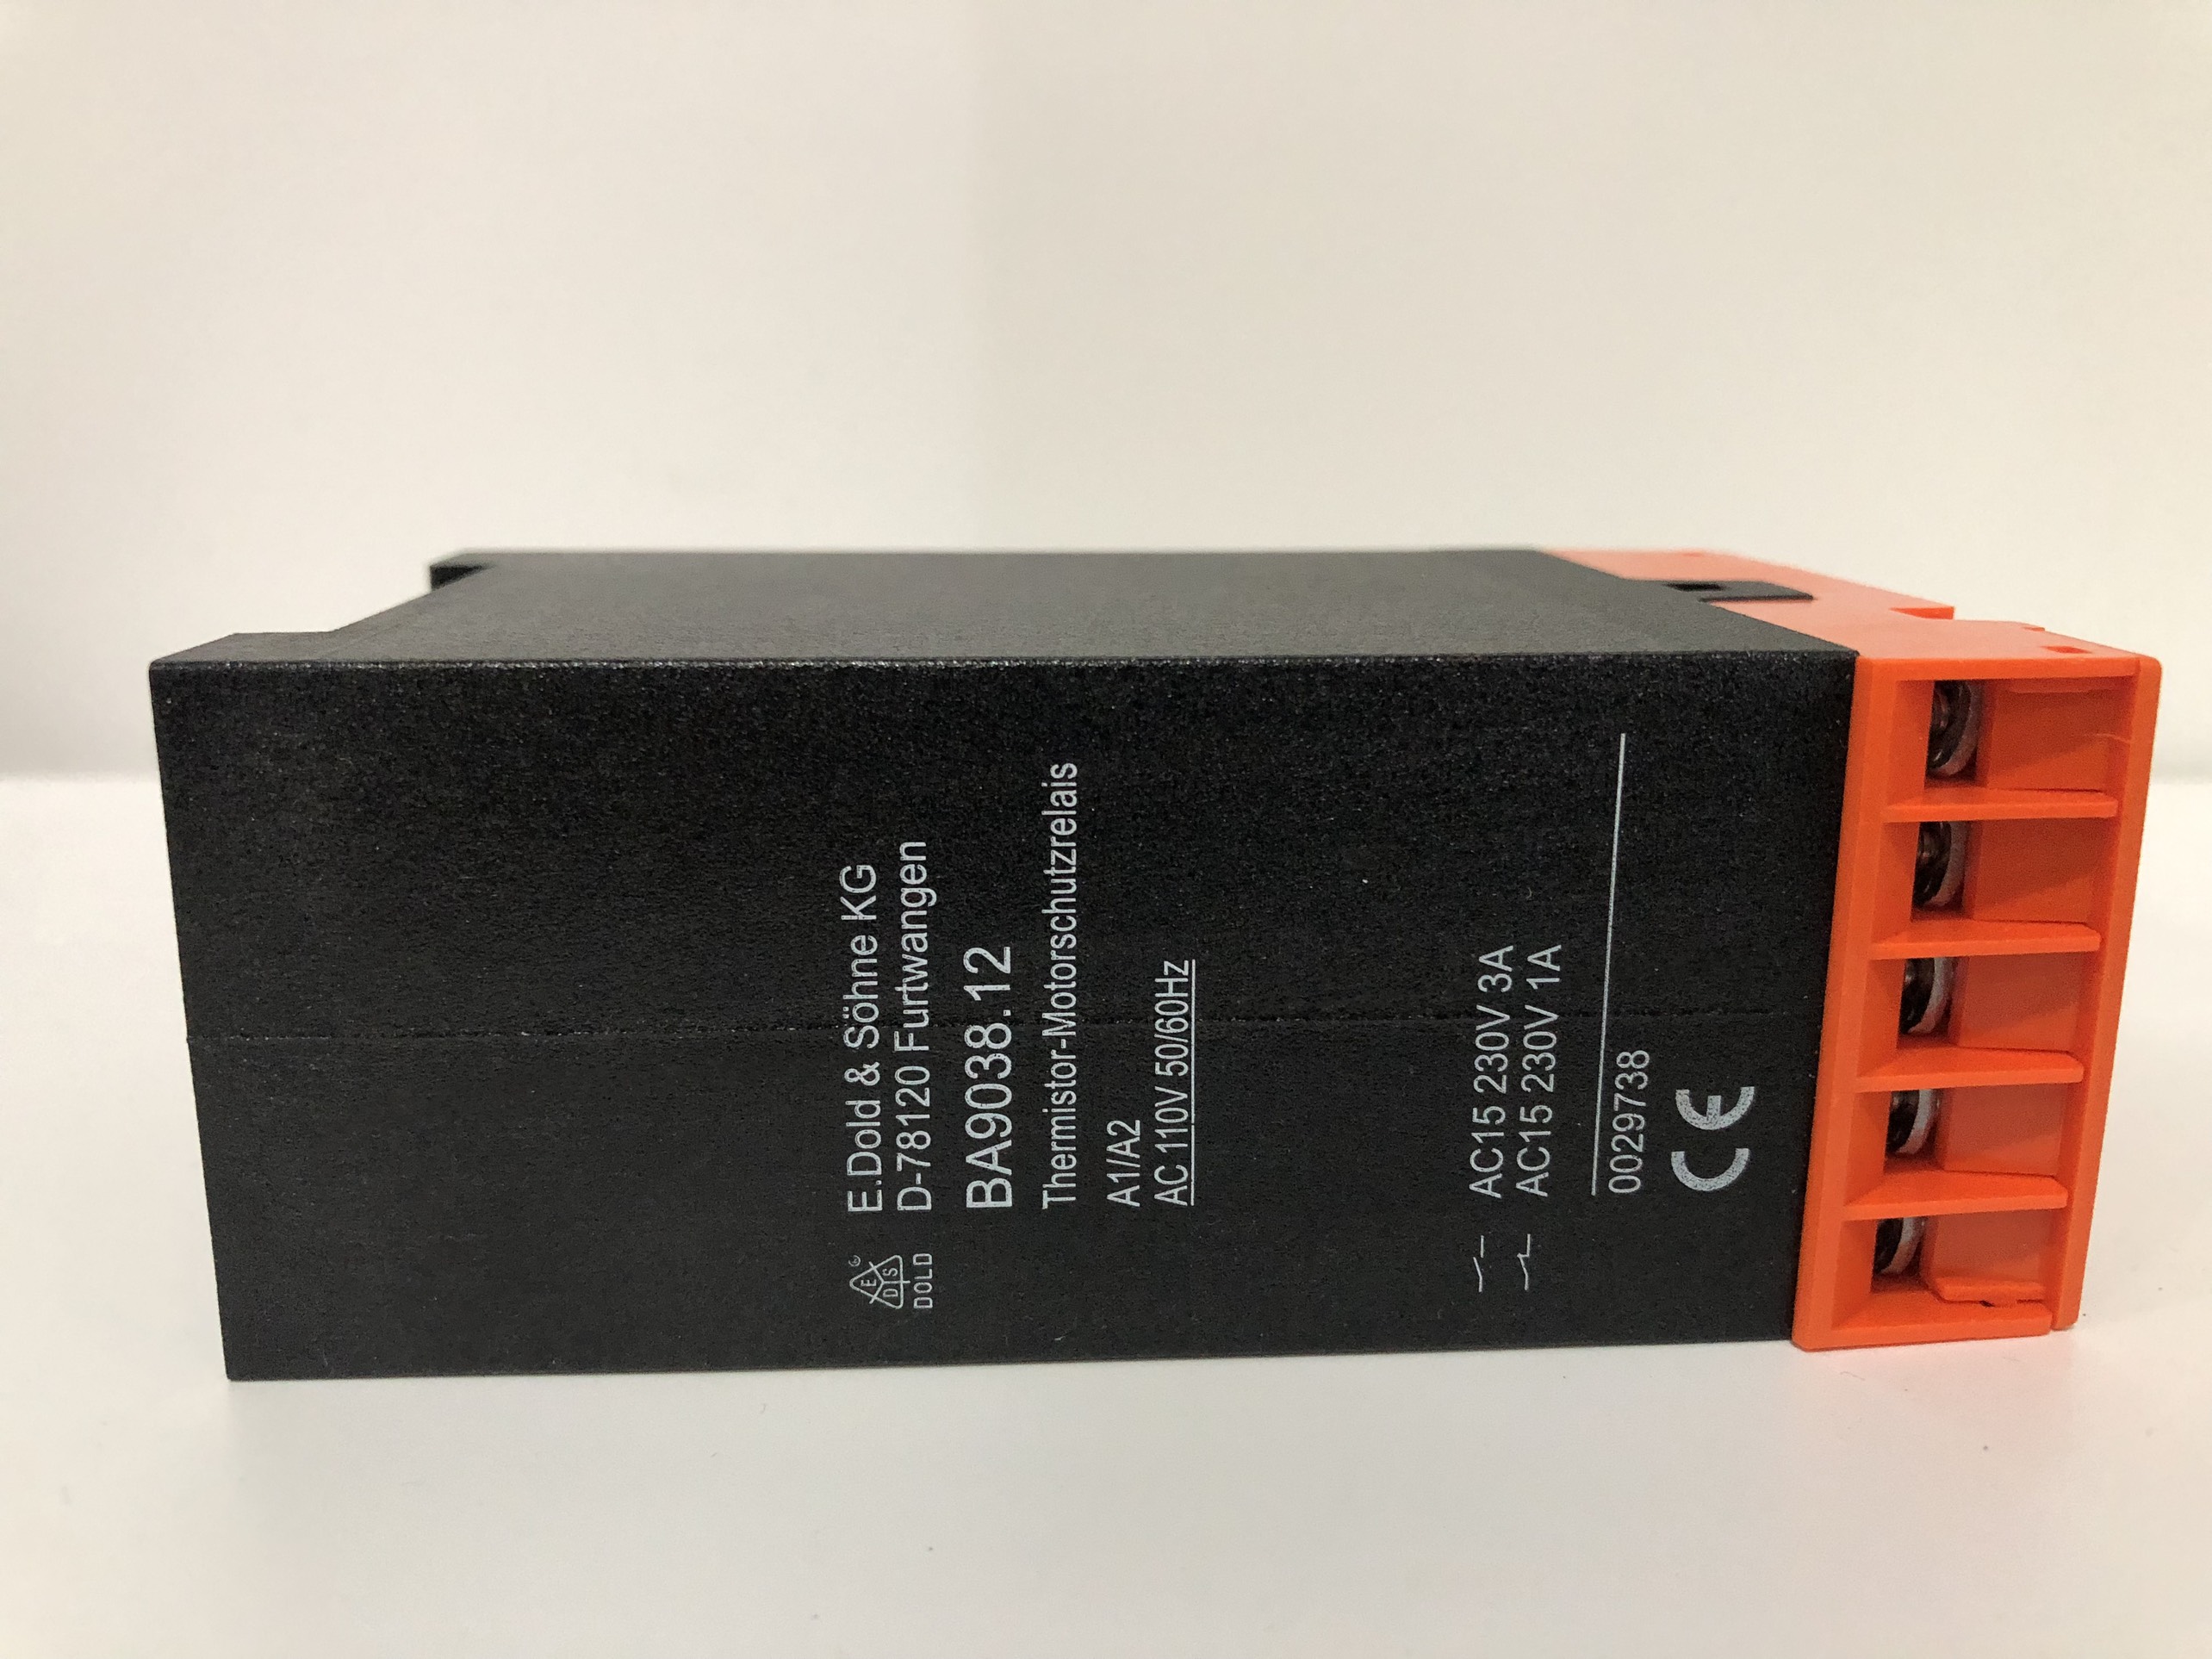 E.Dold & Söhne KG
D-78120 Furtwangen
E
D S
DOLD
BA9038.12
Thermistor-Motorschutzrelais
A1/A2
AC 110V 50/60Hz
AC15 230V 3A
AC15 230V 1A
0029738
CE